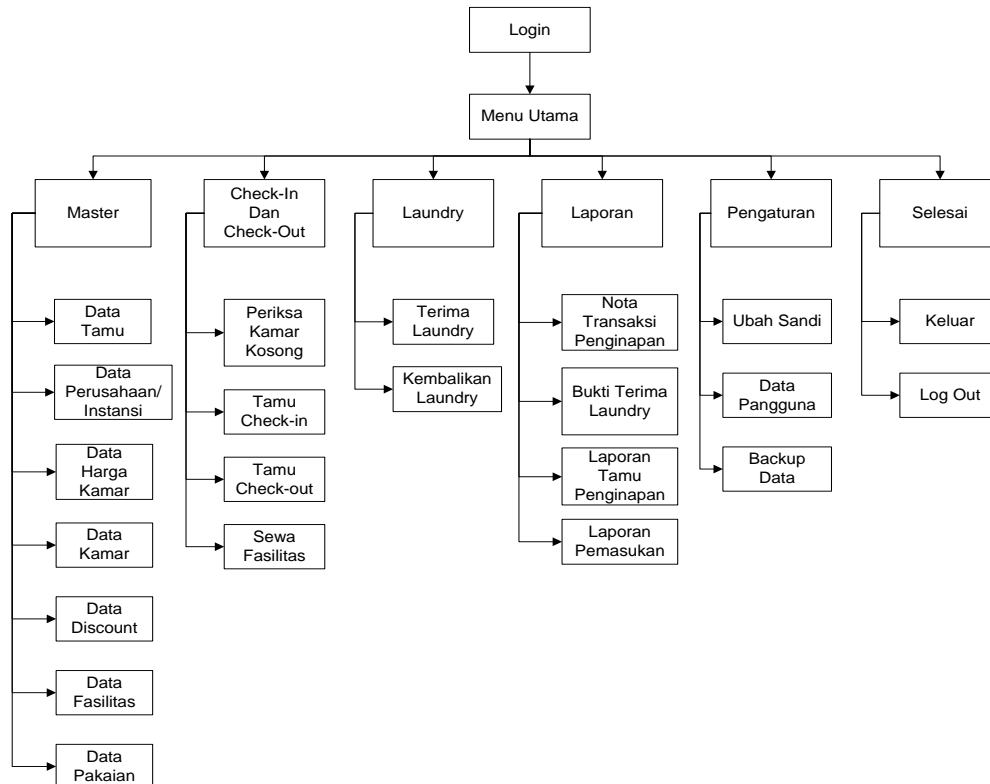 Login
Menu Utama
Master
Check-In
Dan
Check-Out
Laundry
Laporan
Pengaturan
Selesai
Data
Tamu
Data
Perusahaan/
Instansi
Data
Harga
Kamar
Data
Kamar
Data
Discount
Data
Fasilitas
Data
Pakaian
Periksa
Kamar
Kosong
Tamu
Check-in
Tamu
Check-out
Sewa
Fasilitas
Terima
Laundry
Kembalikan
Laundry
Nota
Transaksi
Penginapan
Bukti Terima
Laundry
Laporan
Tamu
Penginapan
Laporan
Pemasukan
Ubah Sandi
Data
Pangguna
Backup
Data
Keluar
Log Out